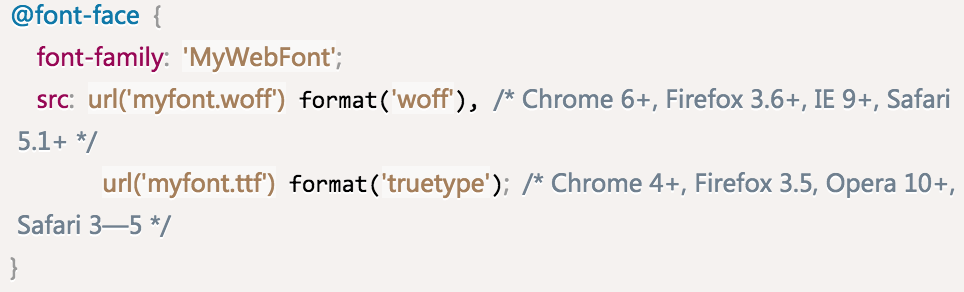 @font-face {
font-family: 'MyWebFont';
src: url('myfont.woff') format('woff'), /* Chrome 6+, Firefox 3.6+, IE 9+, Safari
5.1+ */
url('myfont.ttf') format('truetype'); /* Chrome 4+, Firefox 3.5, Opera 10+,
Safari 3—5 */
}